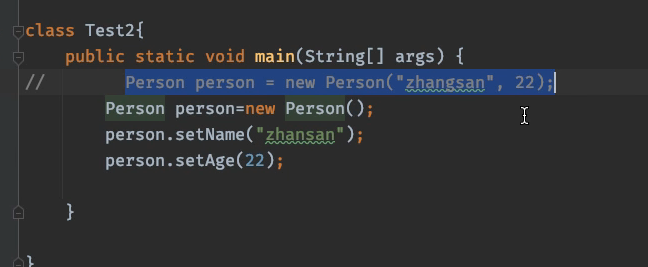 class Test2{
public static void main(String[] args) {
// Person person = new Person("zhangsan", 22);
Person person=new Person();
person.setName("zhansan");
person.setAge(22);
}
}